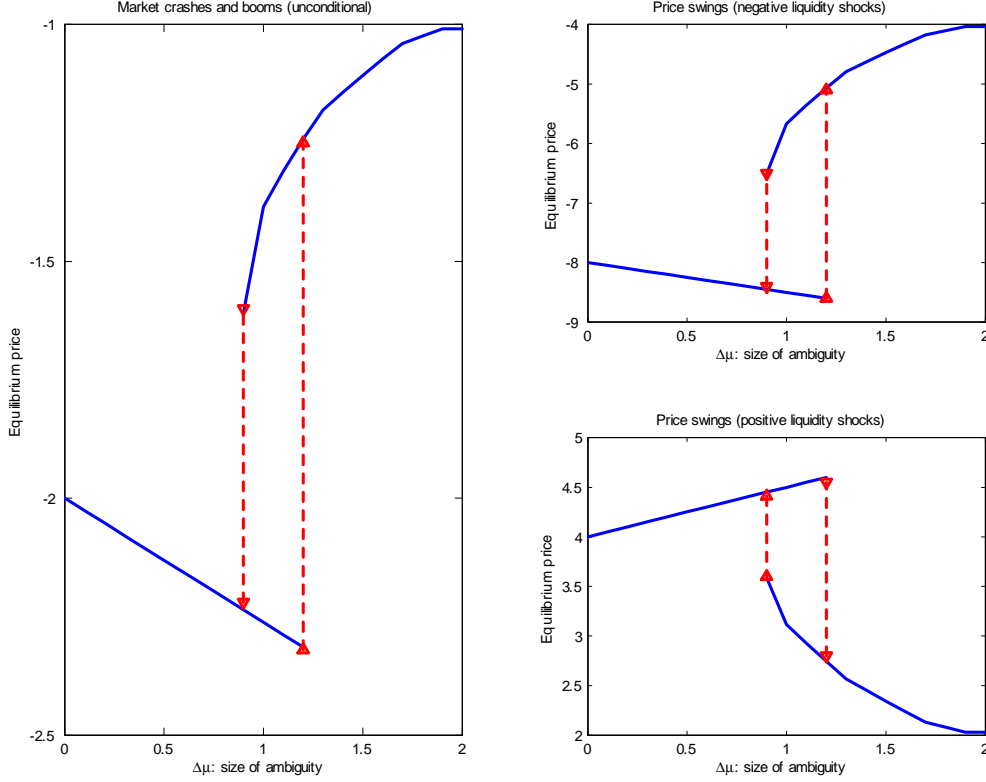 Market crashes and booms (unconditional)
-1
-1.5
-2
-2.5
Equilibrium price
0 0.5 1 1.5 2
Δμ: size of ambiguity
Price swings (negative liquidity shocks)
-4
-5
-6
-7
-8
-9
Equilibrium price
0 0.5 1 1.5 2
Δμ: size of ambiguity
Price swings (positive liquidity shocks)
5
4.5
4
3.5
3
2.5
2
Equilibrium price
0 0.5 1 1.5 2
Δμ: size of ambiguity